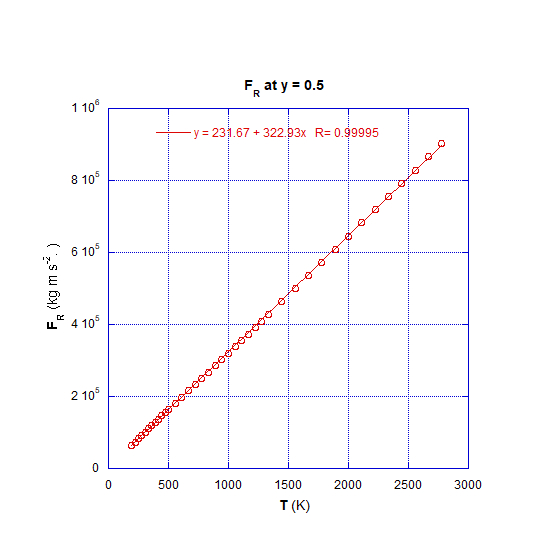 F_R at y = 0.5
1 10^6
y = 231.67 + 322.93x R= 0.99995
8 10^5
6 10^5
F_R (kg m s^-2. )
4 10^5
2 10^5
0
0 500 1000 1500 2000 2500 3000
T (K)